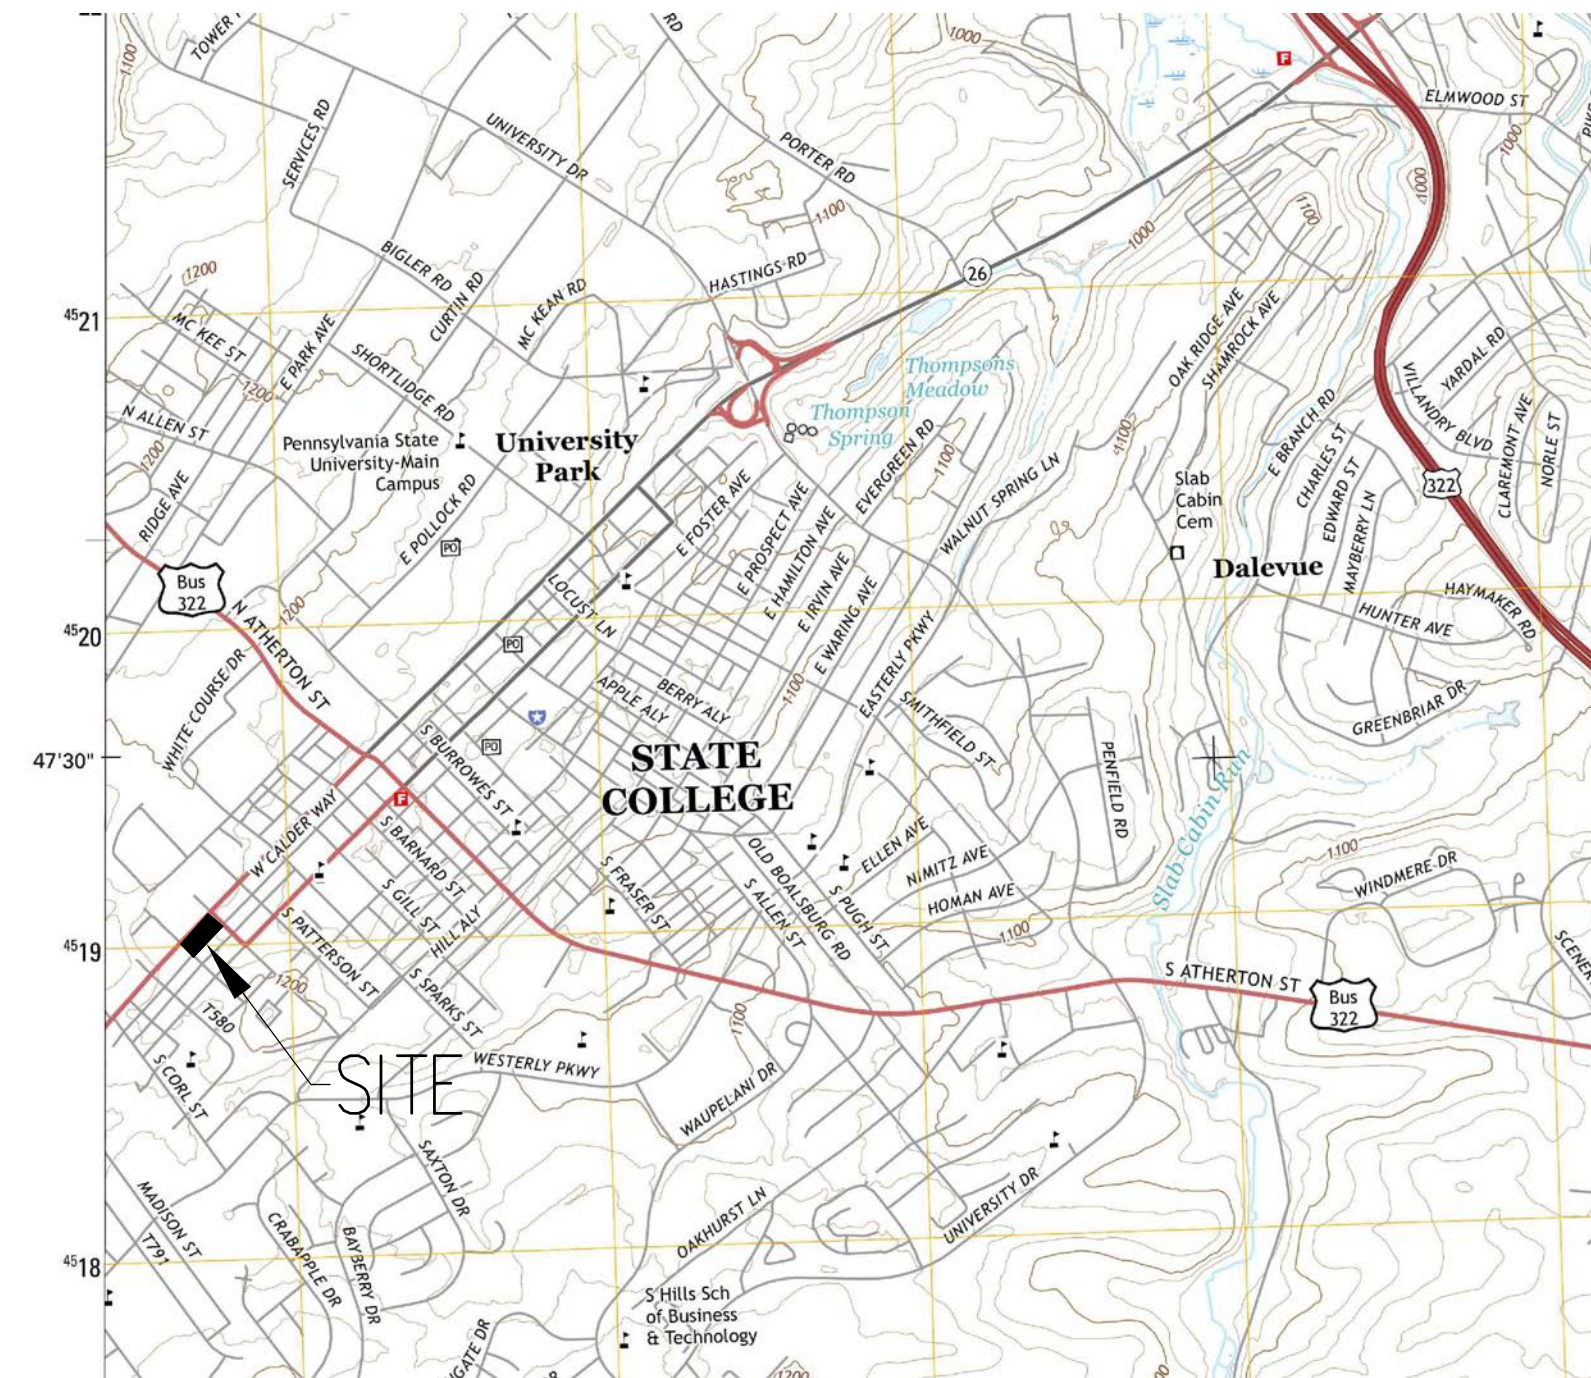 TOWER
RD
1000
1100
ELMWOOD ST
SERVICES RD
UNIVERSITY DR
PORTER RD
1000
1000
1100
1100
1000
1200
BIGLER RD
CURTIN RD
MC KEAN RD
HASTINGS RD
26
4521
MC KEE ST
E PARK AVE
SHORTLIDGE RD
1200
N ALLEN ST
1200
RIDGE AVE
Thompsons
Meadow
Thompson
Spring
OAK RIDGE AVE
SHAMROCK AVE
YARDAL RD
VILLANDRY BLVD
CLAREMONT AVE
NORLE ST
E BRANCH RD
CHARLES ST
EDWARD ST
MAYBERRY LN
322
Pennsylvania State
University-Main
Campus
University
Park
E POLLOCK RD
PO
EVERGREEN RD
1100
1100
WALNUT SPRING LN
Slab
Cabin
Cem
Dalevue
E FOSTER AVE
E PROSPECT AVE
E HAMILTON AVE
E IRVIN AVE
E WARING AVE
EASTERLY PKWY
HAYMAKER RD
HUNTER AVE
GREENBRIAR DR
Bus
322
1200
N ATHERTON ST
4520
WHITE COURSE DR
LOCUST LN
PO
APPLE ALY
BERRY ALY
1100
SMITHFIELD ST
PENFIELD RD
Slab Cabin Run
PO
STATE
COLLEGE
47'30"
S BURROWES ST
F
F
W CALDER WAY
S BARNARD ST
S GILL ST
HILL ALY
S FRASER ST
OLD BOALSBURG RD
S ALLEN ST
S PUGH ST
ELLEN AVE
NIMITZ AVE
HOMAN AVE
1100
1100
WINDMERE DR
4519
S PATTERSON ST
1200
S SPARKS ST
T580
S CORL ST
SITE
WESTERLY PKWY
1100
WAUPELANI DR
S ATHERTON ST
Bus
322
SAXTON DR
MADISON ST
T791
CRABAPPLE DR
BAYBERRY DR
OAKHURST LN
UNIVERSITY DR
4518
S Hills Sch
of Business
& Technology
1200